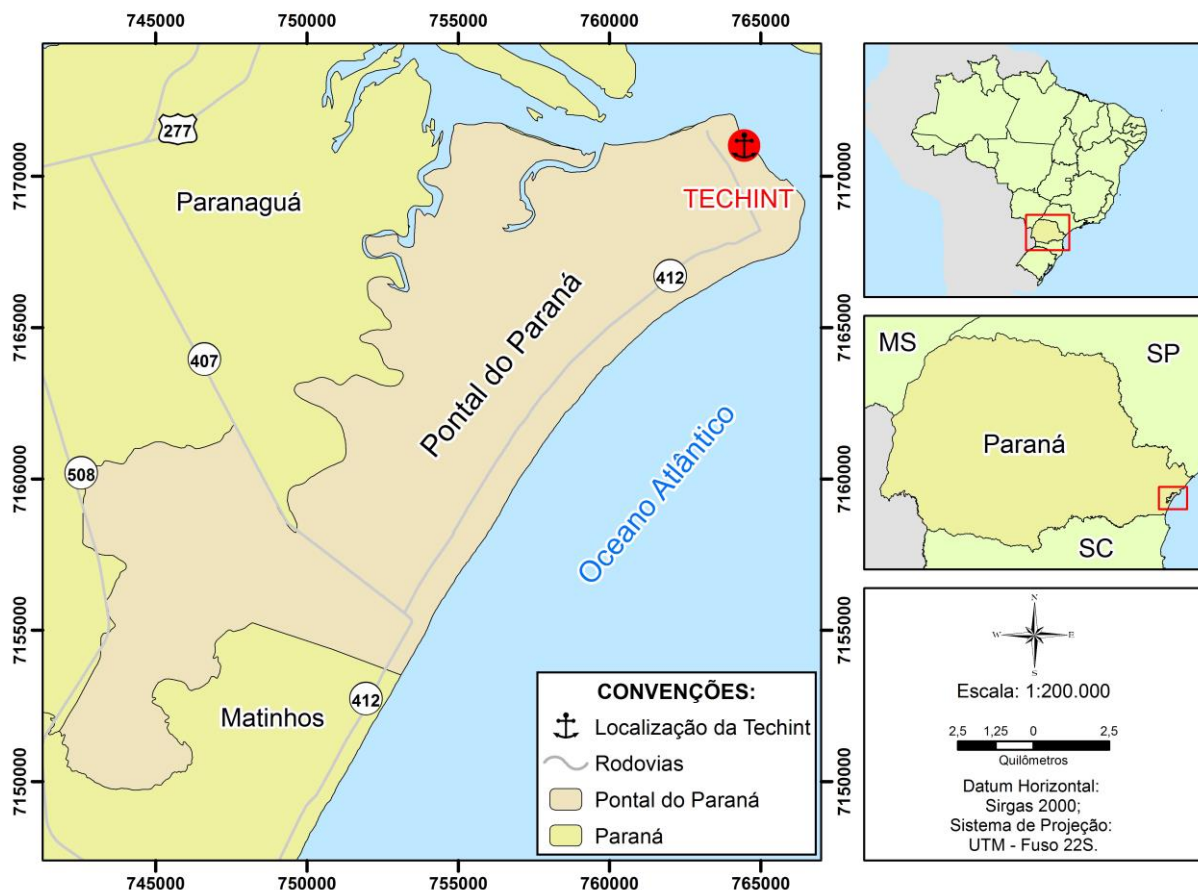 745000 750000 755000 760000 765000
7170000
7165000
7160000
7155000
7150000
277
Paranaguá
TECHINT
412
Pontal do Paraná
407
508
Oceano Atlântico
Matinhos
412
CONVENÇÕES:
Localização da Techint
Rodovias
Pontal do Paraná
Paraná
7170000
7165000
7160000
7155000
7150000
745000 750000 755000 760000 765000
MS
SP
Paraná
SC
N
W E
S
Escala: 1:200.000
2,5 1,25 0 2,5
Quilômetros
Datum Horizontal:
Sirgas 2000;
Sistema de Projeção:
UTM - Fuso 22S.